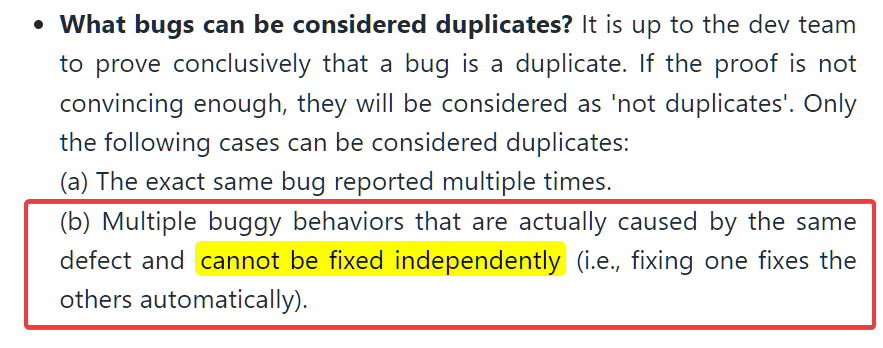 • What bugs can be considered duplicates? It is up to the dev team
to prove conclusively that a bug is a duplicate. If the proof is not
convincing enough, they will be considered as 'not duplicates'. Only
the following cases can be considered duplicates:
(a) The exact same bug reported multiple times.
(b) Multiple buggy behaviors that are actually caused by the same
defect and cannot be fixed independently (i.e., fixing one fixes the
others automatically).